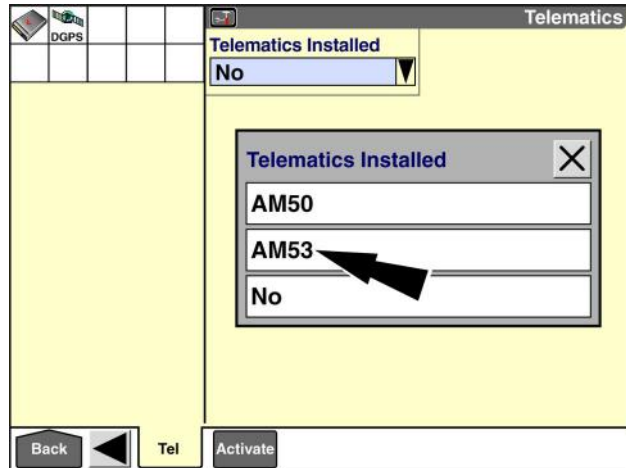 DGPS
Telematics
Telematics Installed
No
Telematics Installed
AM50
AM53
No
Back
Tel
Activate